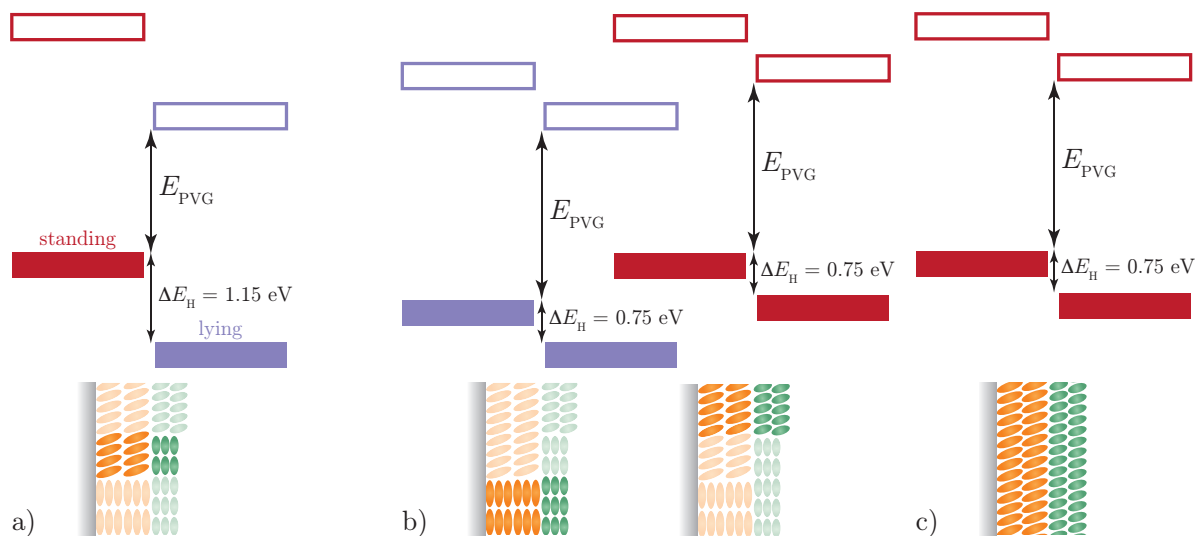 E_PVG
standing
ΔE_H = 1.15 eV
lying
a)
E_PVG
ΔE_H = 0.75 eV
E_PVG
ΔE_H = 0.75 eV
b)
E_PVG
ΔE_H = 0.75 eV
c)